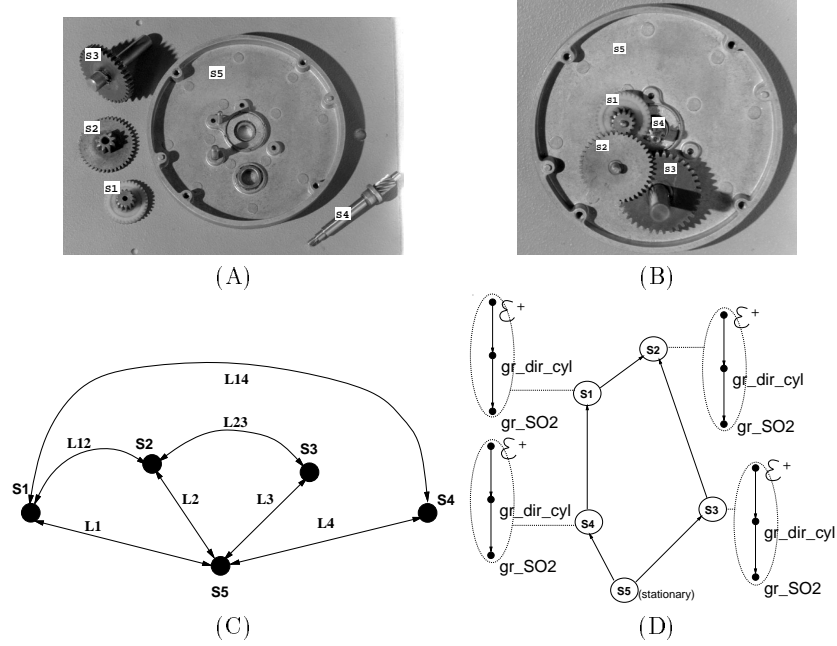 S3
S5
S2
S1
S4
(A)
S5
S1
S4
S2
S3
(B)
L14
L12
S2
L23
S3
S1
S4
L2
L3
L1
L4
S5
(C)
ℰ+
gr_dir_cyl
gr_SO2
S1
S2
ℰ+
gr_dir_cyl
gr_SO2
ℰ+
gr_dir_cyl
gr_SO2
S4
S3
ℰ+
gr_dir_cyl
gr_SO2
S5 (stationary)
(D)